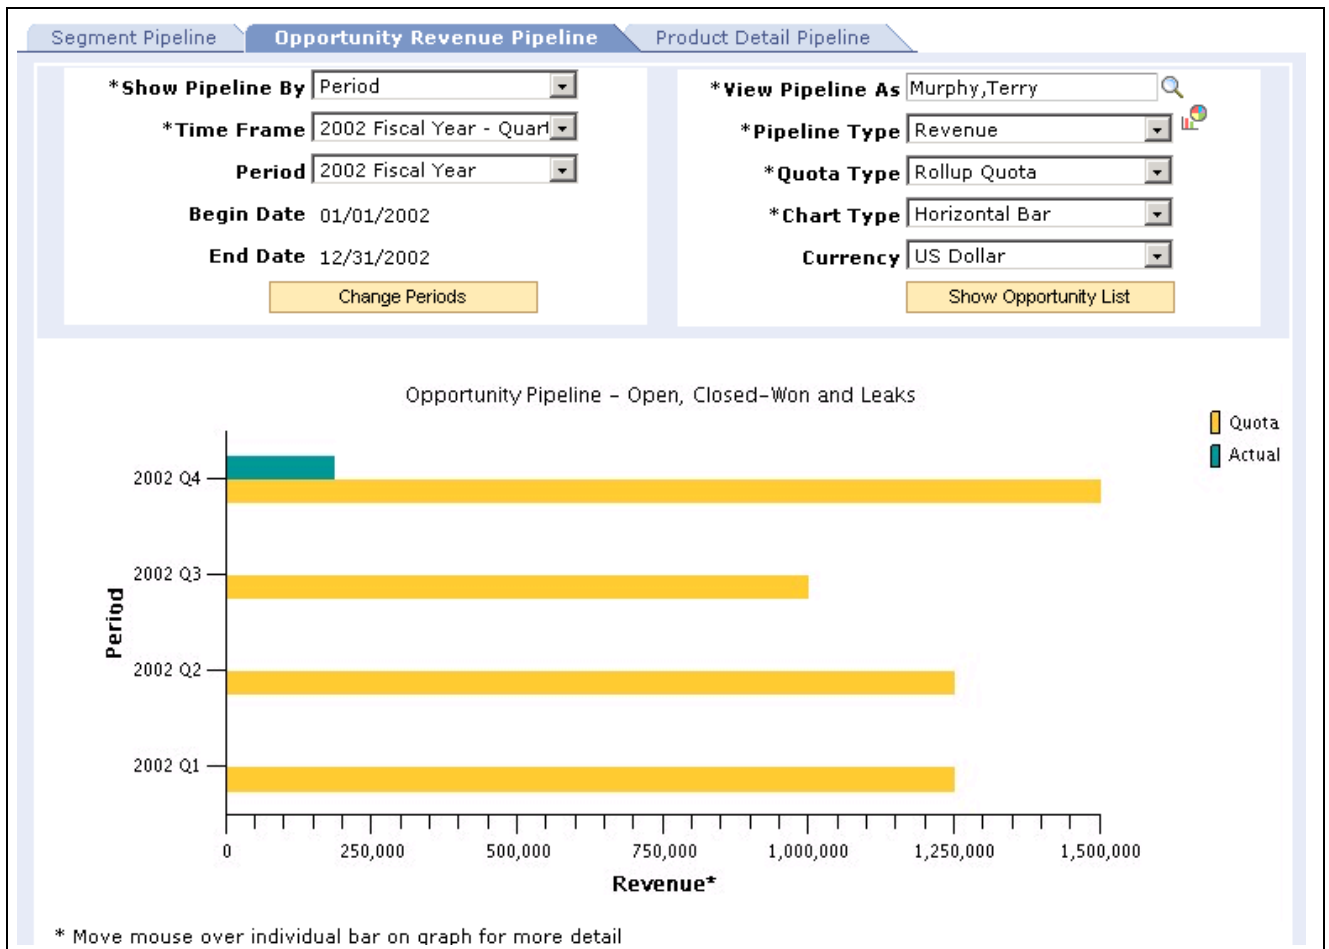 Segment Pipeline
Opportunity Revenue Pipeline
Product Detail Pipeline
*Show Pipeline By Period
*Time Frame 2002 Fiscal Year - Quart
Period 2002 Fiscal Year
Begin Date 01/01/2002
End Date 12/31/2002
Change Periods
*View Pipeline As Murphy,Terry
*Pipeline Type Revenue
*Quota Type Rollup Quota
*Chart Type Horizontal Bar
Currency US Dollar
Show Opportunity List
Opportunity Pipeline - Open, Closed-Won and Leaks
Quota
Actual
2002 Q4
2002 Q3
2002 Q2
2002 Q1
Period
0 250,000 500,000 750,000 1,000,000 1,250,000 1,500,000
Revenue*
* Move mouse over individual bar on graph for more detail